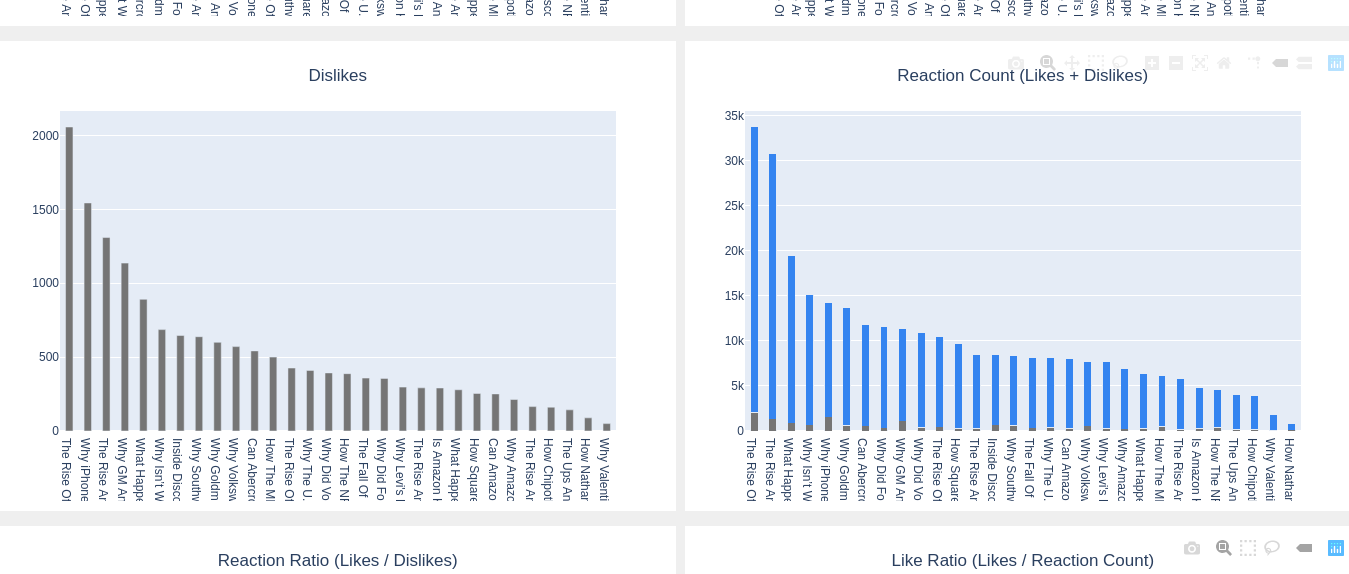 Dislikes
2000
1500
1000
500
0
The Rise Of
Why iPhone
The Rise Ar
Why GM Ar
What Happe
Why Isn't W
Inside Disco
Why Southw
Why Goldm
Why Volksw
Can Abercro
How The MI
The Rise Of
Why The U.
Why Did Vo
How The NF
The Fall Of
Why Did Fo
Why Levi's I
The Rise Ar
Is Amazon H
What Happe
How Square
Can Amazo
Why Amazo
The Rise Ar
How Chipot
The Ups An
How Nathar
Why Valenti
Reaction Count (Likes + Dislikes)
35k
30k
25k
20k
15k
10k
5k
0
The Rise Of
The Rise Ar
What Happe
Why Isn't W
Why iPhone
Why Goldm
Can Abercro
Why Did Fo
Why GM Ar
Why Did Vo
The Rise Of
How Square
The Rise Ar
Inside Disco
Why Southw
The Fall Of
Why The U.
Can Amazo
Why Volksw
Why Levi's I
Why Amazo
What Happe
How The MI
The Rise Ar
Is Amazon H
How The NF
The Ups An
How Chipot
Why Valenti
How Nathar
Reaction Ratio (Likes / Dislikes)
Like Ratio (Likes / Reaction Count)